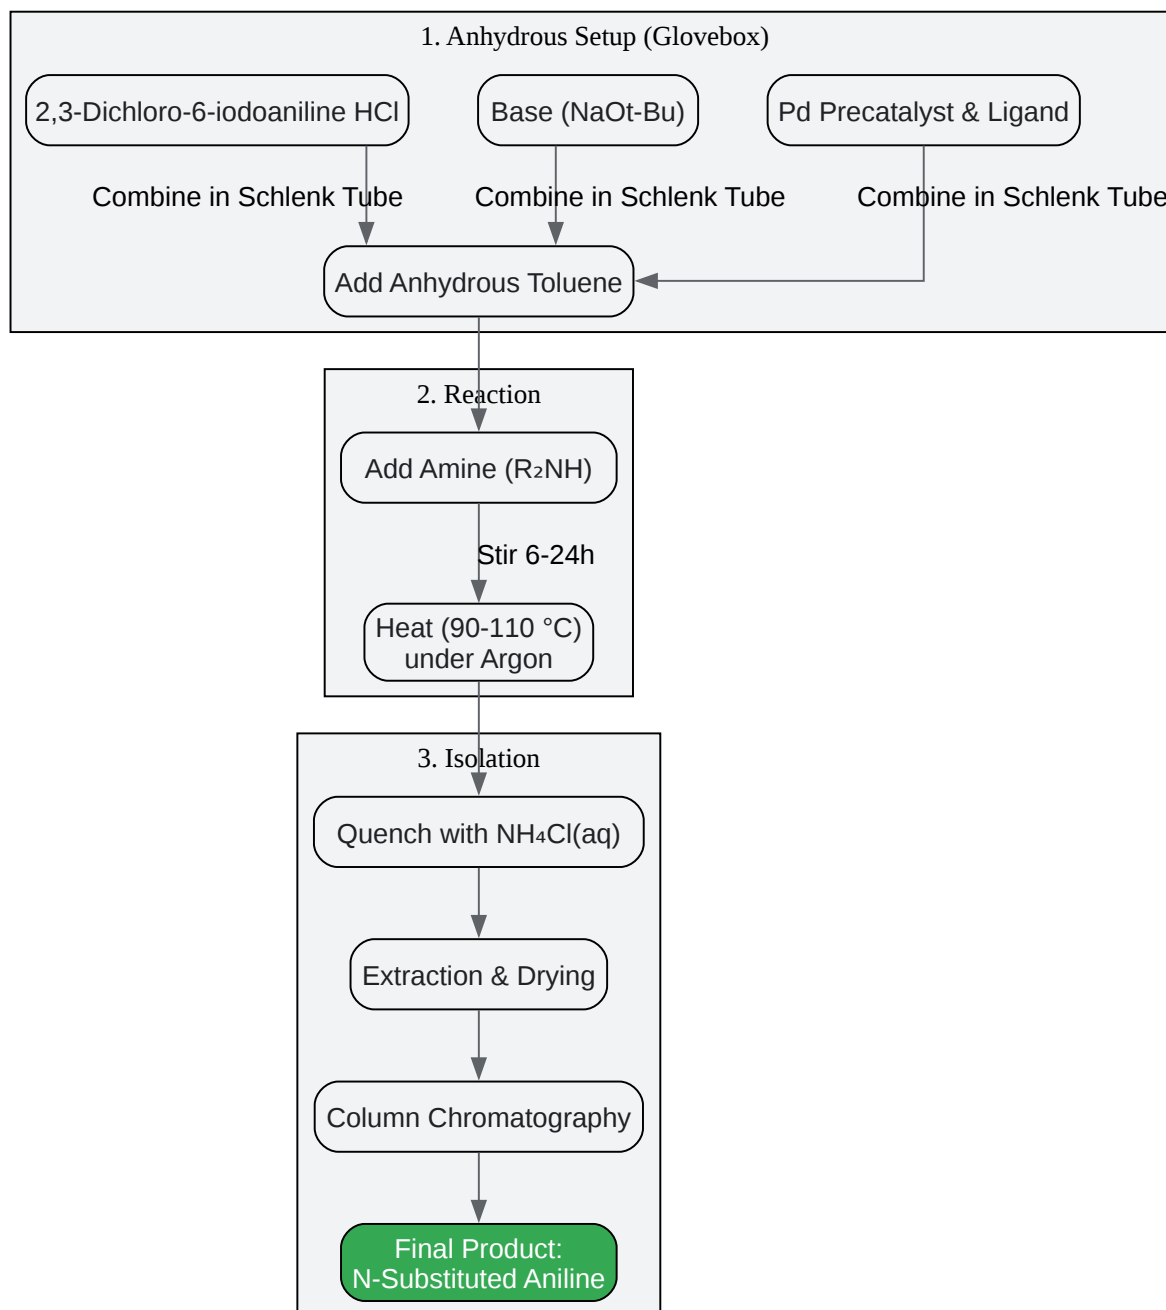 1. Anhydrous Setup (Glovebox)
2,3-Dichloro-6-iodoaniline HCl
Base (NaOt-Bu)
Pd Precatalyst & Ligand
Combine in Schlenk Tube
Combine in Schlenk Tube
Combine in Schlenk Tube
Add Anhydrous Toluene
2. Reaction
Add Amine (R₂NH)
Stir 6-24h
Heat (90-110 °C)
under Argon
3. Isolation
Quench with NH₄Cl(aq)
Extraction & Drying
Column Chromatography
Final Product:
N-Substituted Aniline